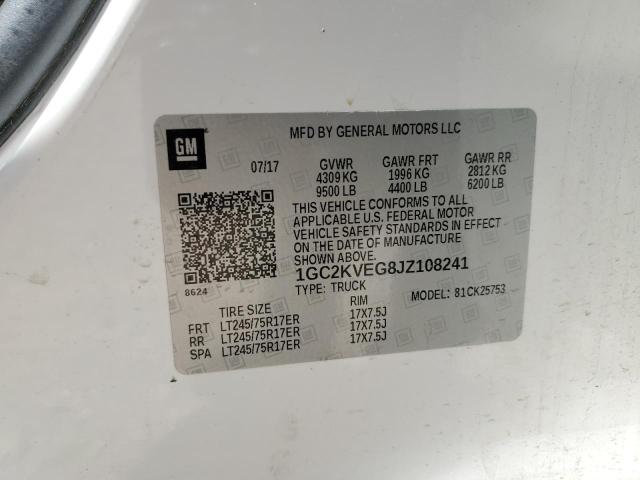 GM
MFD BY GENERAL MOTORS LLC
07/17 GVWR GAWR FRT GAWR RR
4309 KG 1996 KG 2812 KG
9500 LB 4400 LB 6200 LB
THIS VEHICLE CONFORMS TO ALL
APPLICABLE U.S. FEDERAL MOTOR
VEHICLE SAFETY STANDARDS IN EFFECT
ON THE DATE OF MANUFACTURE
SHOWN ABOVE.
1GC2KVEG8JZ108241
8624
TYPE: TRUCK MODEL: 81CK25753
TIRE SIZE RIM
FRT LT245/75R17ER 17X7.5J
RR LT245/75R17ER 17X7.5J
SPA LT245/75R17ER 17X7.5J